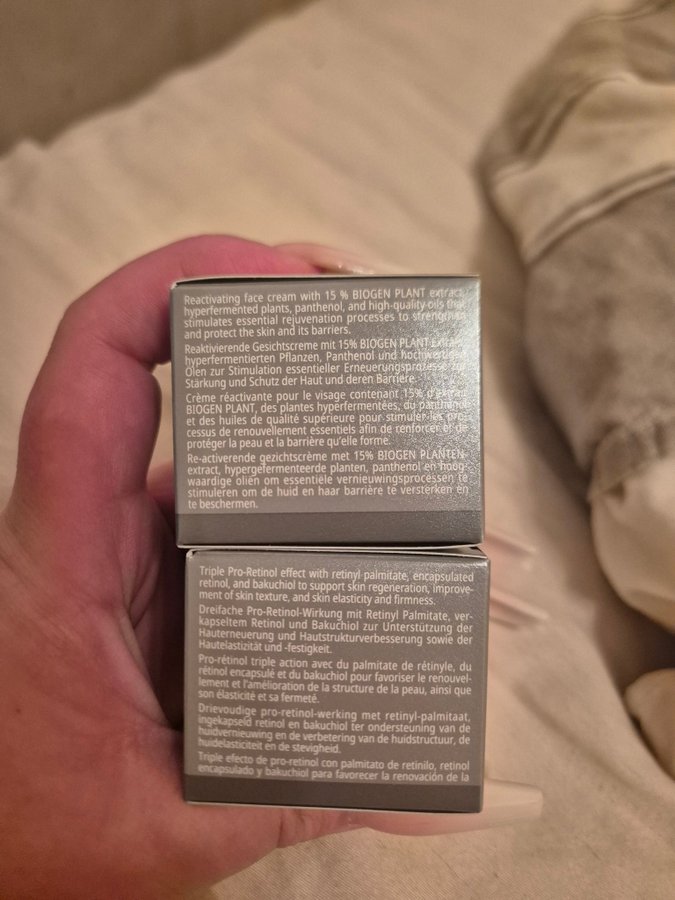 Reactivating face cream with 15 % BIOGEN PLANT extract,
hyperfermented plants, panthenol, and high-quality oils that
stimulates essential rejuvenation processes to strengthen
and protect the skin and its barriers.
Reaktivierende Gesichtscreme mit 15% BIOGEN PLANT Extrakt,
hyperfermentierten Pflanzen, Panthenol und hochwertigen
Ölen zur Stimulation essentieller Erneuerungsprozesse zur
Stärkung und Schutz der Haut und deren Barriere.
Crème réactivante pour le visage contenant 15% d'extrait
BIOGEN PLANT, des plantes hyperfermentées, du panthénol
et des huiles de qualité supérieure pour stimuler les pro-
cessus de renouvellement essentiels afin de renforcer et de
protéger la peau et la barrière qu'elle forme.
Re-activerende gezichtscrème met 15% BIOGEN PLANTEN-
extract, hypergefermenteerde planten, panthenol en hoog-
waardige oliën om essentiële vernieuwingsprocessen te
stimuleren om de huid en haar barrière te versterken en
te beschermen.
Triple Pro-Retinol effect with retinyl palmitate, encapsulated
retinol, and bakuchiol to support skin regeneration, improve-
ment of skin texture, and skin elasticity and firmness.
Dreifache Pro-Retinol-Wirkung mit Retinyl Palmitate, ver-
kapseltem Retinol und Bakuchiol zur Unterstützung der
Hauterneuerung und Hautstrukturverbesserung sowie der
Hautelastizität und -festigkeit.
Pro-rétinol triple action avec du palmitate de rétinyle, du
rétinol encapsulé et du bakuchiol pour favoriser le renouvel-
lement et l'amélioration de la structure de la peau, ainsi que
son élasticité et sa fermeté.
Drievoudige pro-retinol-werking met retinyl-palmitaat,
ingekapseld retinol en bakuchiol ter ondersteuning van de
huidvernieuwing en de verbetering van de huidstructuur, de
huidelasticiteit en de stevigheid.
Triple efecto de pro-retinol con palmitato de retinilo, retinol
encapsulado y bakuchiol para favorecer la renovación de la